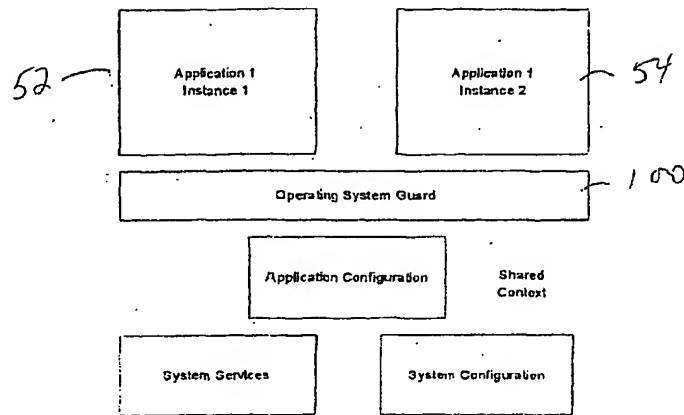 52
Application 1
Instance 1
Application 1
Instance 2
54
Operating System Guard
100
Application Configuration
Shared
Context
System Services
System Configuration